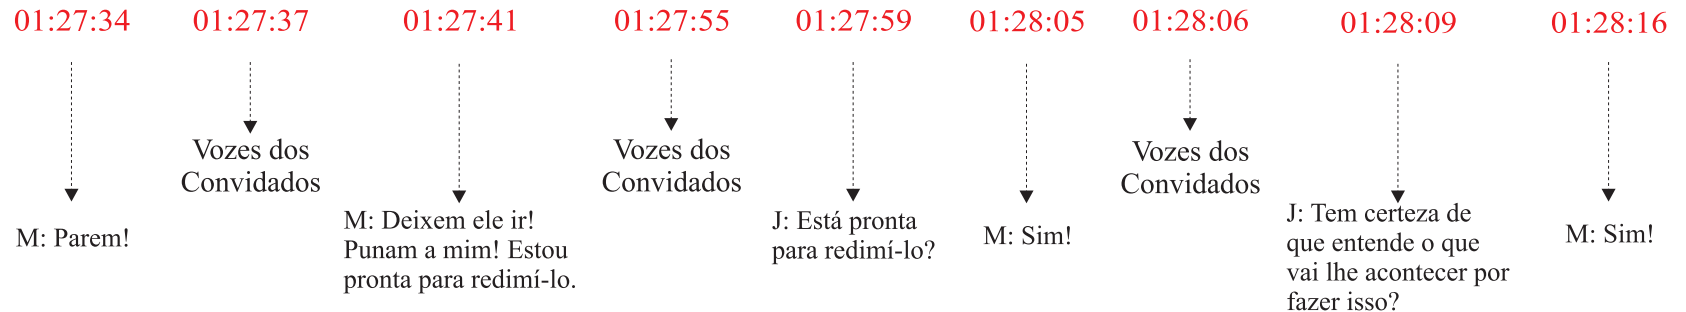 01:27:34 01:27:37 01:27:41 01:27:55 01:27:59 01:28:05 01:28:06 01:28:09 01:28:16
M: Parem!
Vozes dos
Convidados
M: Deixem ele ir!
Punam a mim! Estou
pronta para redimí-lo.
Vozes dos
Convidados
J: Está pronta
para redimí-lo?
M: Sim!
Vozes dos
Convidados
J: Tem certeza de
que entende o que
vai lhe acontecer por
fazer isso?
M: Sim!